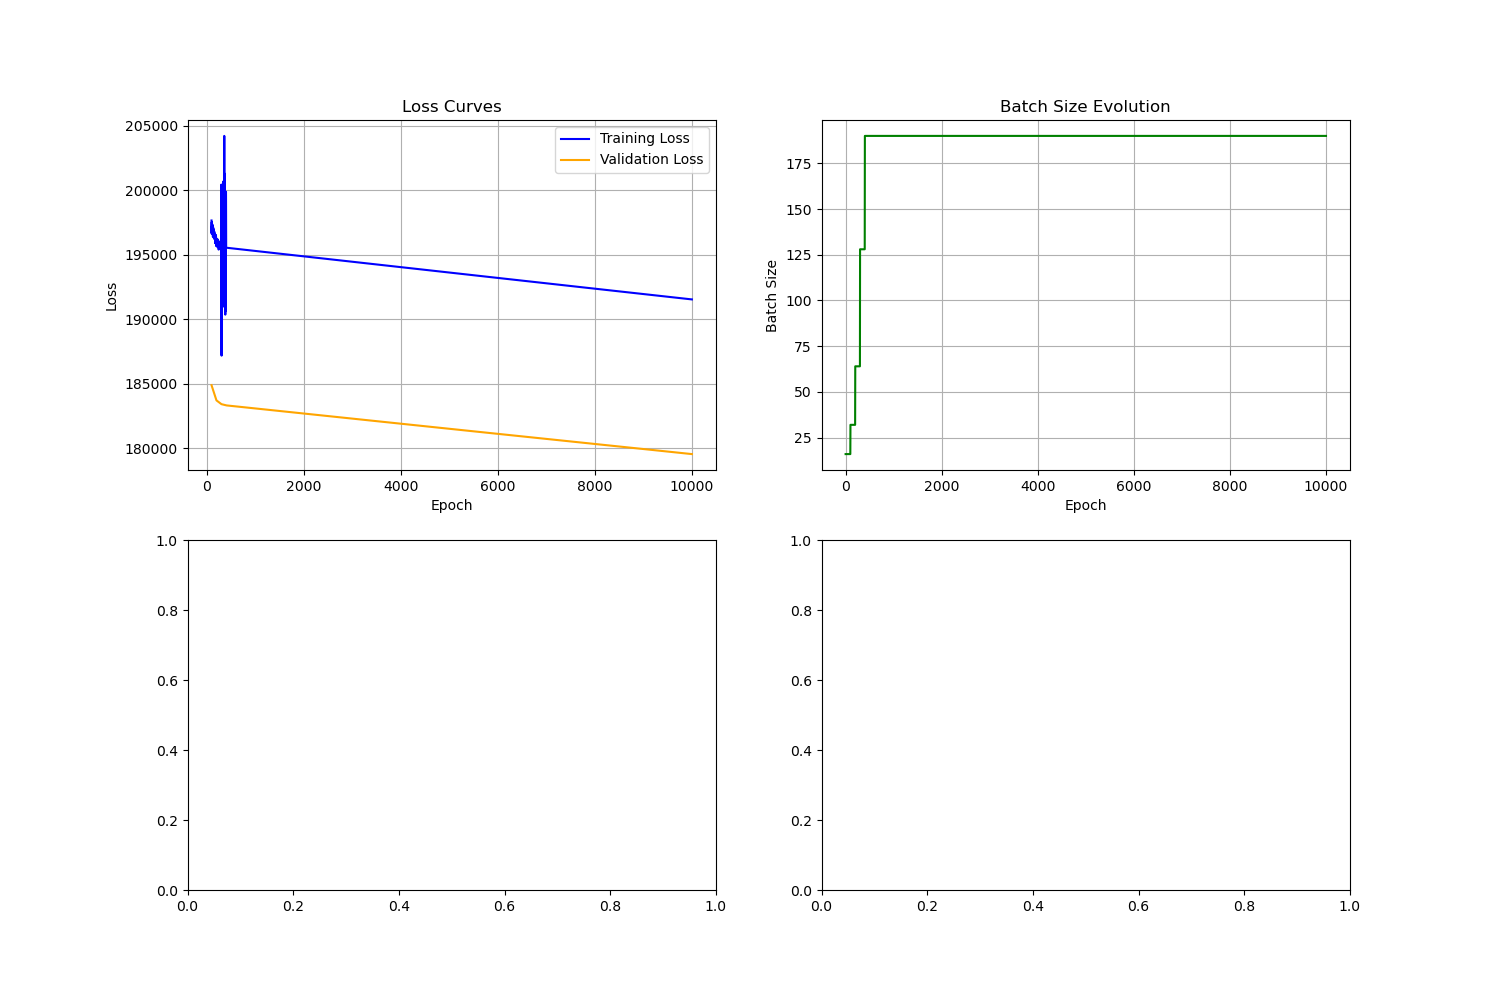 Loss Curves
205000
200000
195000
190000
185000
180000
Loss
Training Loss
Validation Loss
0 2000 4000 6000 8000 10000
Epoch
Batch Size Evolution
175
150
125
100
75
50
25
Batch Size
0 2000 4000 6000 8000 10000
Epoch
1.0
0.8
0.6
0.4
0.2
0.0
0.0 0.2 0.4 0.6 0.8 1.0
1.0
0.8
0.6
0.4
0.2
0.0
0.0 0.2 0.4 0.6 0.8 1.0